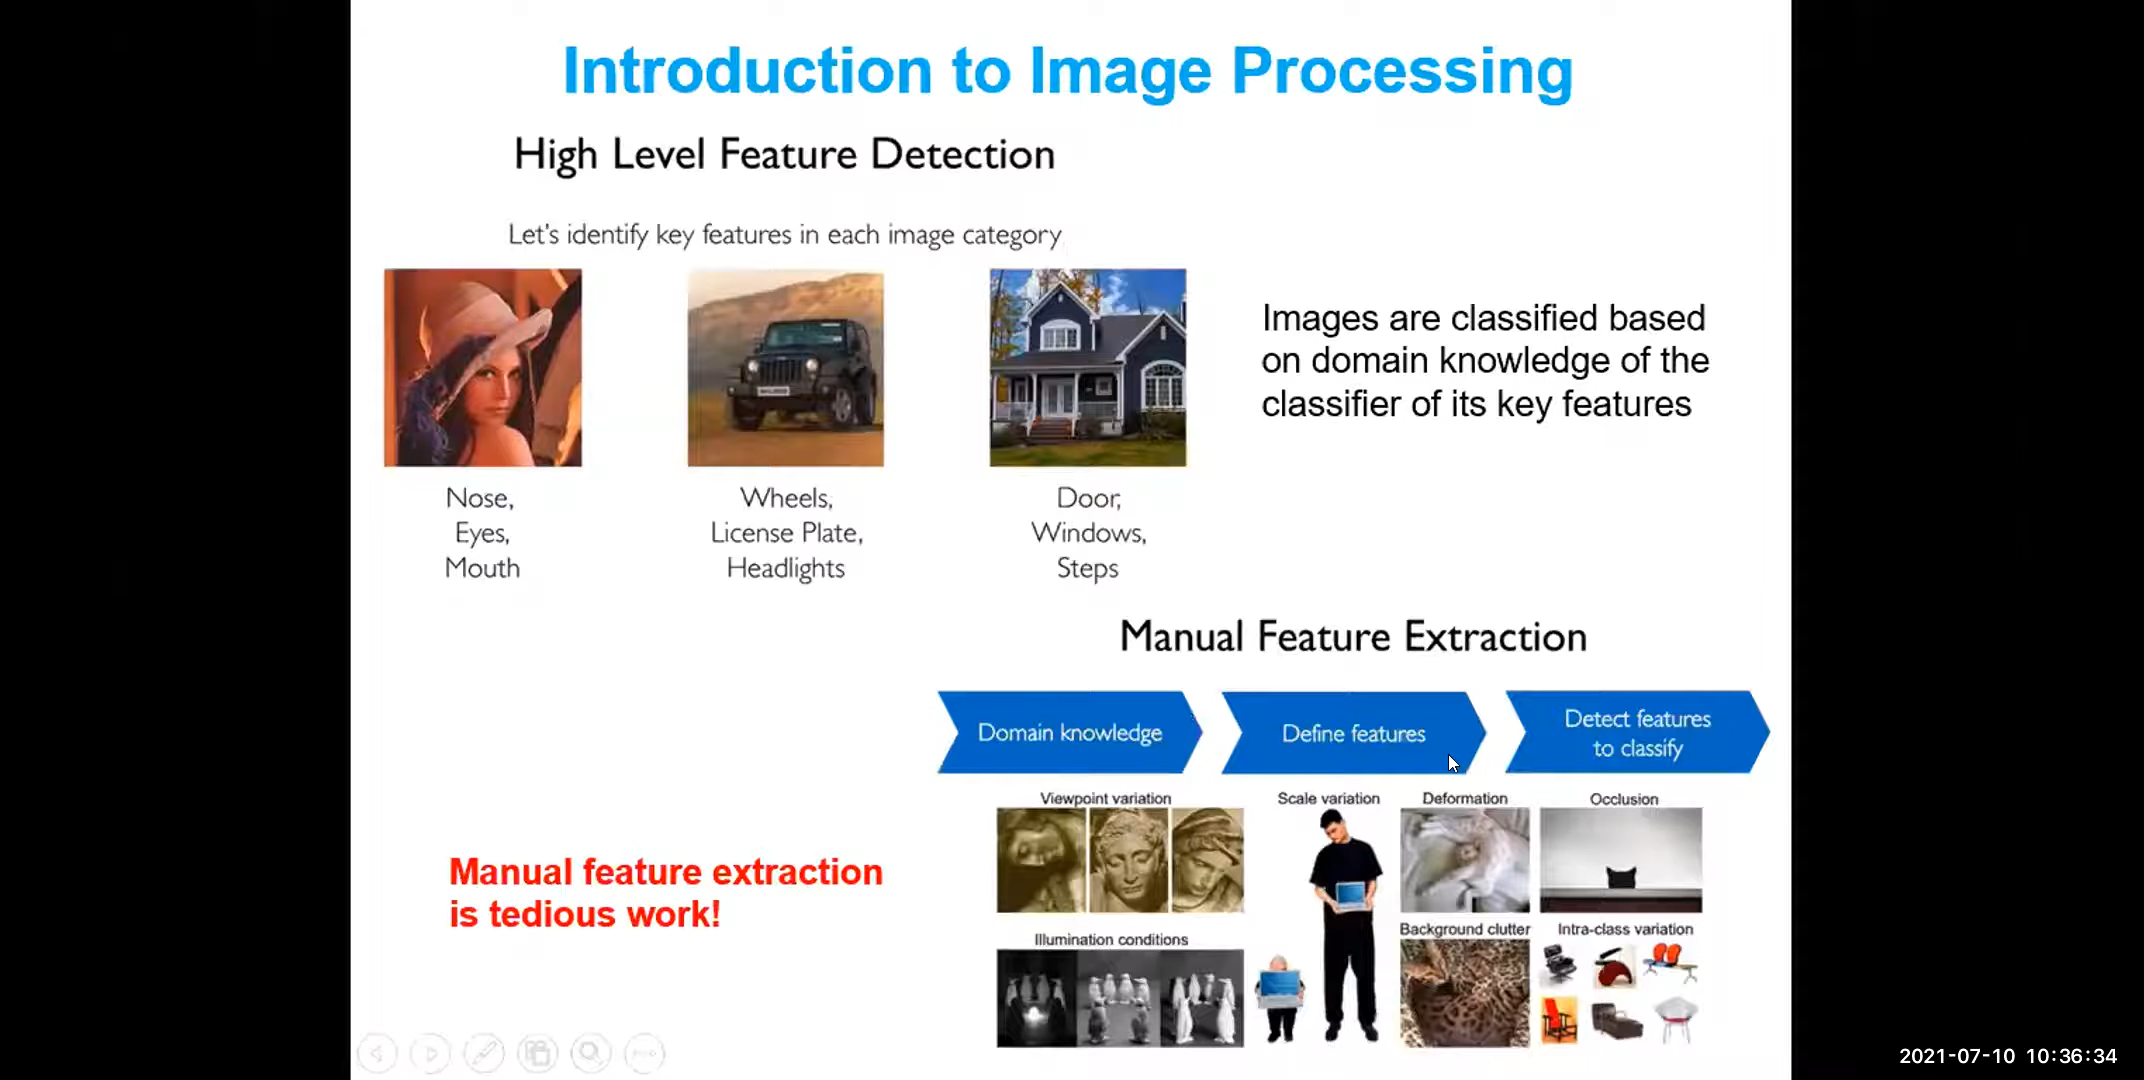 Introduction to Image Processing
High Level Feature Detection
Let's identify key features in each image category
Images are classified based
on domain knowledge of the
classifier of its key features
Nose,
Eyes,
Mouth
Wheels,
License Plate,
Headlights
Door,
Windows,
Steps
Manual Feature Extraction
Domain knowledge
Define features
Detect features
to classify
Viewpoint variation
Scale variation
Deformation
Occlusion
Manual feature extraction
is tedious work!
Illumination conditions
Background clutter
Intra-class variation
2021-07-10 10:36:34